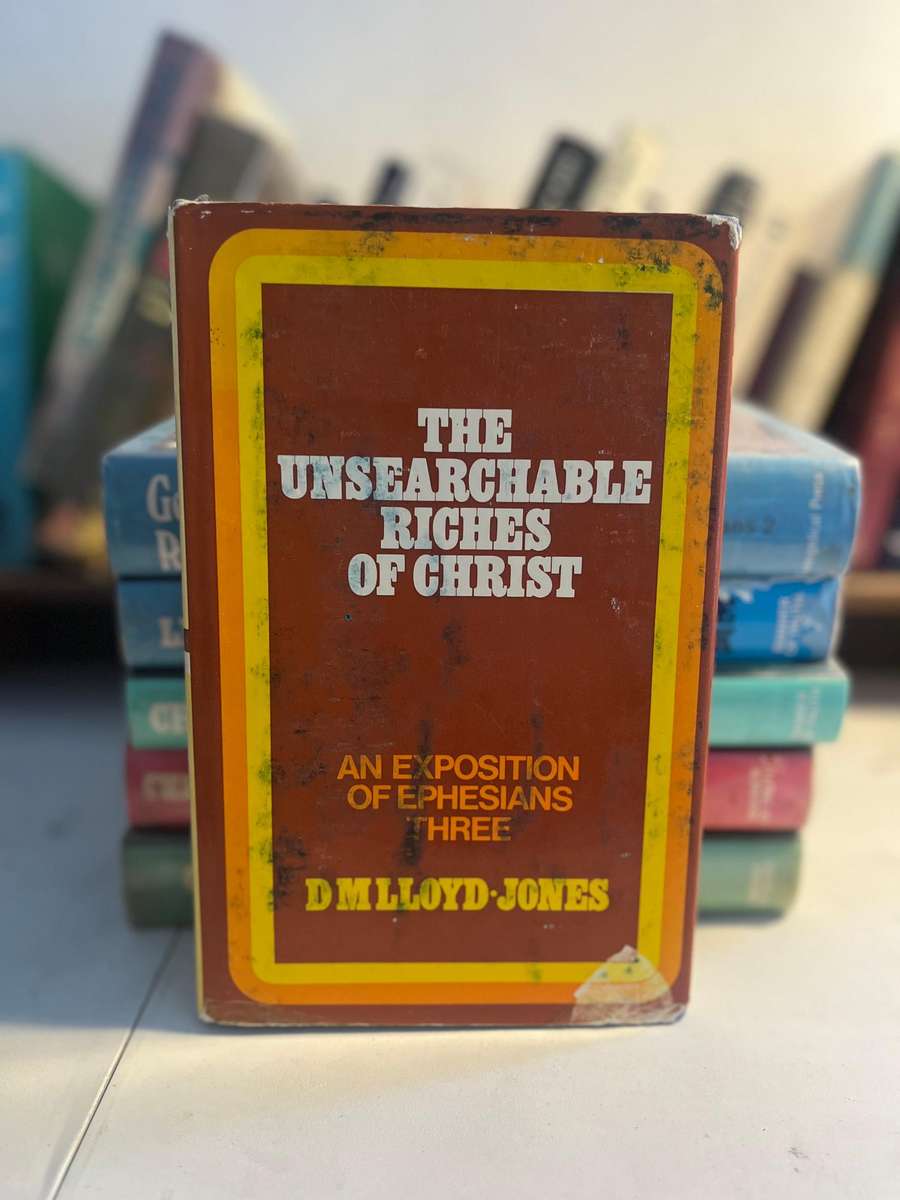 THE
UNSEARCHABLE
RICHES
OF CHRIST
AN EXPOSITION
OF EPHESIANS
THREE
D M LLOYD-JONES